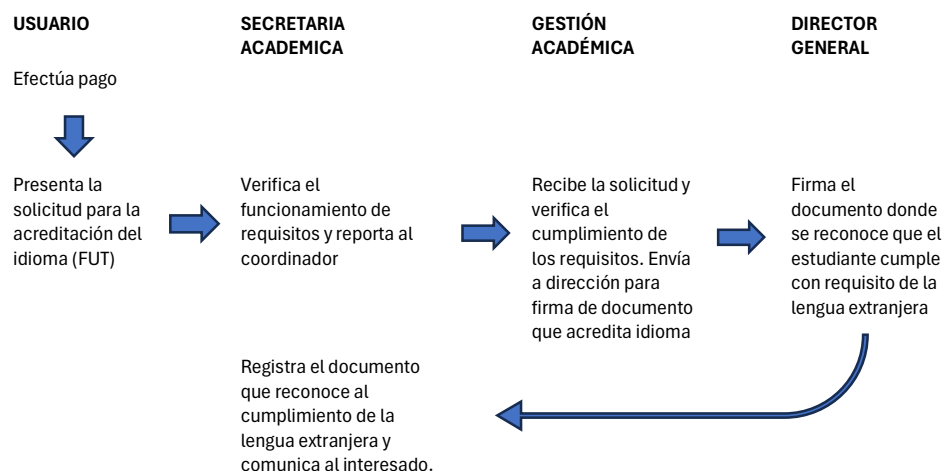 USUARIO
SECRETARIA
ACADEMICA
GESTIÓN
ACADÉMICA
DIRECTOR
GENERAL
Efectúa pago
Presenta la
solicitud para la
acreditación del
idioma (FUT)
Verifica el
funcionamiento de
requisitos y reporta al
coordinador
Recibe la solicitud y
verifica el
cumplimiento de
los requisitos. Envía
a dirección para
firma de documento
que acredita idioma
Firma el
documento donde
se reconoce que el
estudiante cumple
con requisito de la
lengua extranjera
Registra el documento
que reconoce al
cumplimiento de la
lengua extranjera y
comunica al interesado.